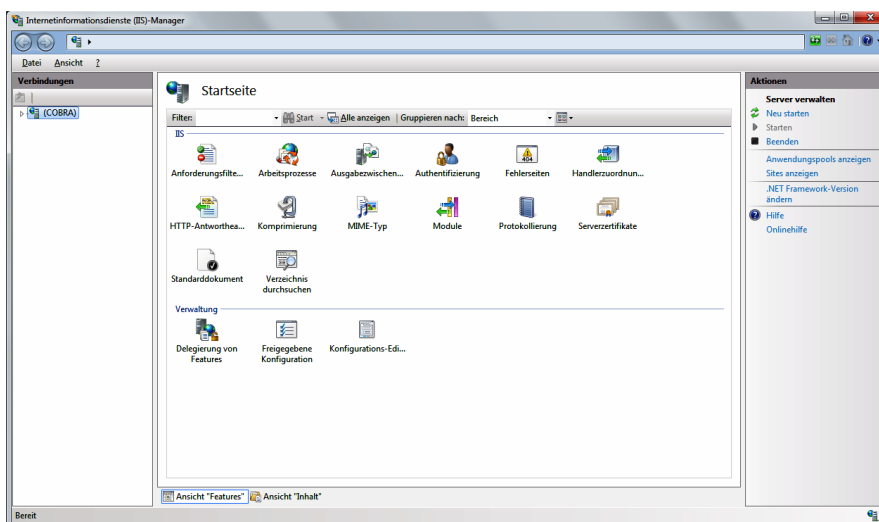 Internetinformationsdienste (IIS)-Manager
Datei Ansicht ?
Verbindungen
(COBRA)
Startseite
Filter: Start Alle anzeigen Gruppieren nach: Bereich
IIS
Anforderungsfilte... Arbeitsprozesse Ausgabezwischen... Authentifizierung Fehlerseiten Handlerzuordnun...
HTTP-Antworthea... Komprimierung MIME-Typ Module Protokollierung Serverzertifikate
Standarddokument Verzeichnis durchsuchen
Verwaltung
Delegierung von Features Freigegebene Konfiguration Konfigurations-Edi...
Ansicht "Features" Ansicht "Inhalt"
Aktionen
Server verwalten
Neu starten
Starten
Beenden
Anwendungspools anzeigen
Sites anzeigen
.NET Framework-Version
ändern
Hilfe
Onlinehilfe
Bereit